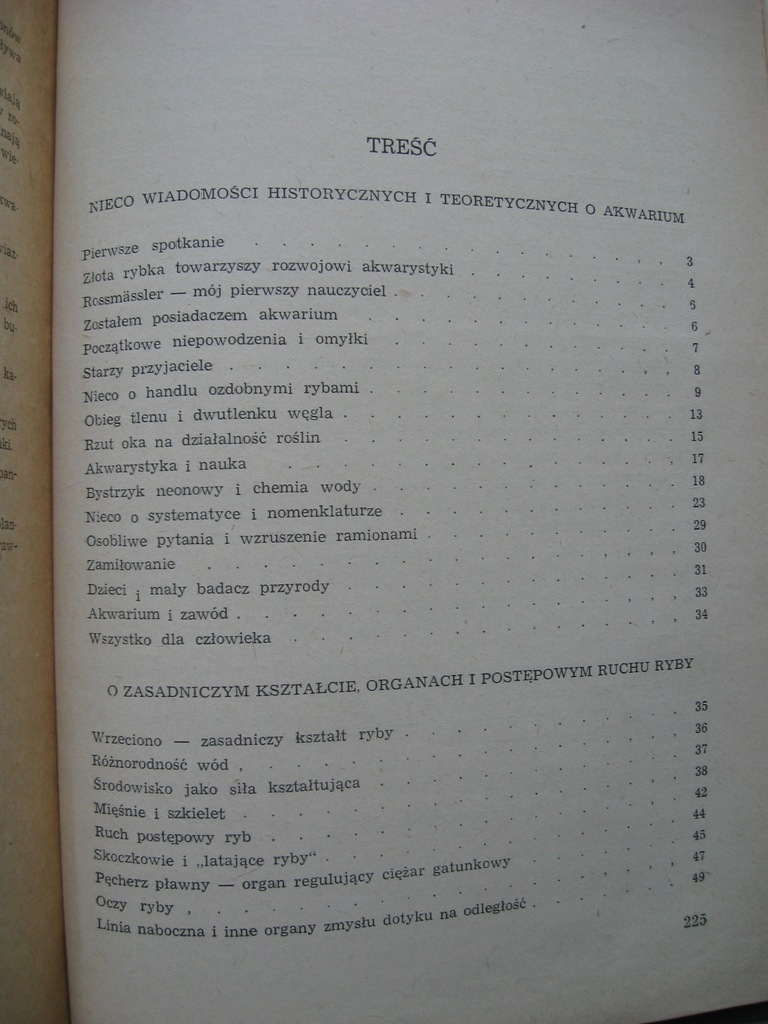 TREŚĆ
NIECO WIADOMOŚCI HISTORYCZNYCH I TEORETYCZNYCH O AKWARIUM
Pierwsze spotkanie . . . . . . . . . . . . . . 3
Złota rybka towarzyszy rozwojowi akwarystyki . . . . . . . 4
Rossmässler — mój pierwszy nauczyciel . . . . . . . . . 5
Zostałem posiadaczem akwarium . . . . . . . . . . 6
Początkowe niepowodzenia i omyłki . . . . . . . . . . 7
Starzy przyjaciele . . . . . . . . . . . . . . 8
Nieco o handlu ozdobnymi rybami . . . . . . . . . . 9
Obieg tlenu i dwutlenku węgla . . . . . . . . . . . 13
Rzut oka na działalność roślin . . . . . . . . . . . 15
Akwarystyka i nauka . . . . . . . . . . . . . 17
Bystrzyk neonowy i chemia wody . . . . . . . . . . 18
Nieco o systematyce i nomenklaturze . . . . . . . . . 23
Osobliwe pytania i wzruszenie ramionami . . . . . . . . 29
Zamiłowanie . . . . . . . . . . . . . . . 30
Dzieci i mały badacz przyrody . . . . . . . . . . . 31
Akwarium i zawód . . . . . . . . . . . . . . 33
Wszystko dla człowieka . . . . . . . . . . . . 34
O ZASADNICZYM KSZTAŁCIE, ORGANACH I POSTĘPOWYM RUCHU RYBY
Wrzeciono — zasadniczy kształt ryby . . . . . . . . . 35
Różnorodność wód , . . . . . . . . . . . . . 36
Środowisko jako siła kształtująca . . . . . . . . . . 37
Mięśnie i szkielet . . . . . . . . . . . . . . 38
Ruch postępowy ryb . . . . . . . . . . . . . 42
Skoczkowie i „latające ryby“ . . . . . . . . . . . 44
Pęcherz pławny — organ regulujący ciężar gatunkowy . . . . . 45
Oczy ryby , . . . . . . . . . . . . . . . 47
Linia naboczna i inne organy zmysłu dotyku na odległość . . . . . 49
225